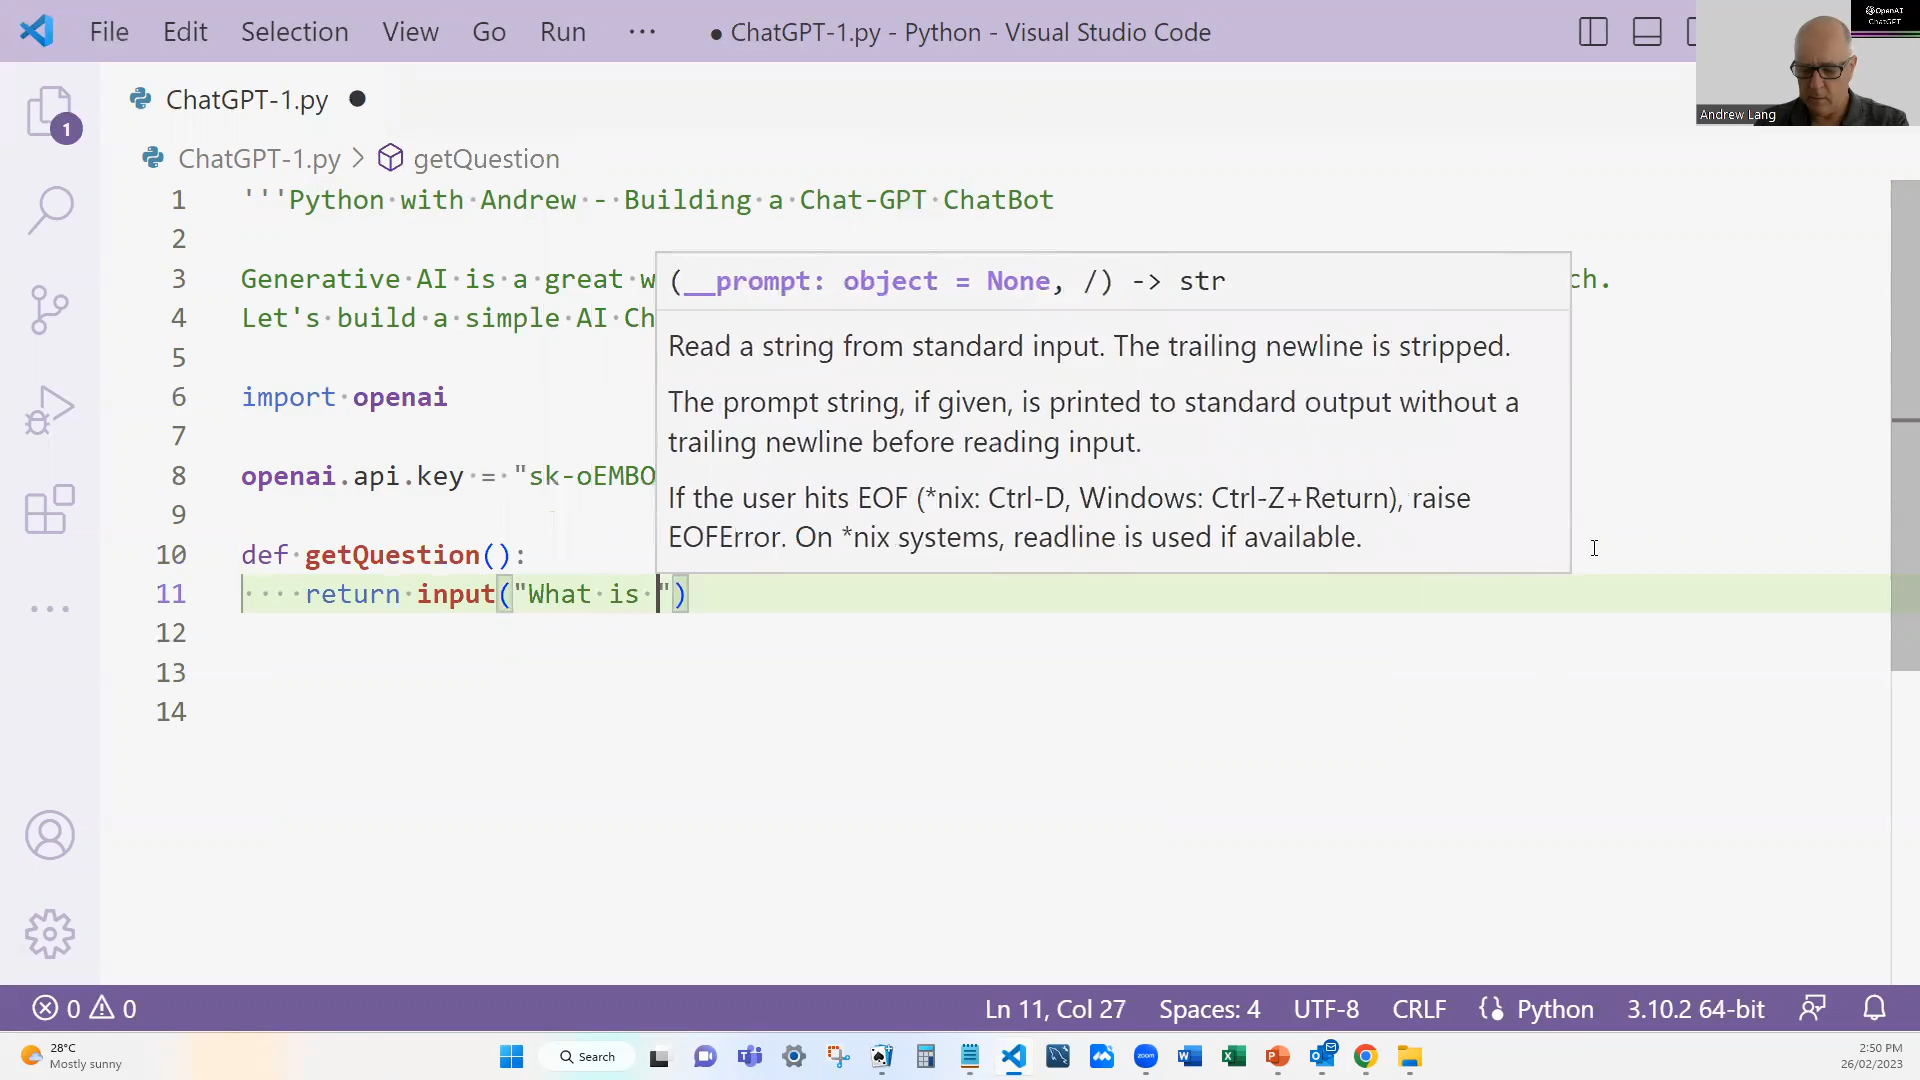 File Edit Selection View Go Run ··· ● ChatGPT-1.py - Python - Visual Studio Code
OpenAI
ChatGPT
Andrew Lang
ChatGPT-1.py ●
1
ChatGPT-1.py > getQuestion
1 '''Python·with·Andrew·-·Building·a·Chat-GPT·ChatBot
2
3 Generative·AI·is·a·great·w ch.
4 Let's·build·a·simple·AI·Ch
(__prompt: object = None, /) -> str
Read a string from standard input. The trailing newline is stripped.
The prompt string, if given, is printed to standard output without a
trailing newline before reading input.
If the user hits EOF (*nix: Ctrl-D, Windows: Ctrl-Z+Return), raise
EOFError. On *nix systems, readline is used if available.
5
6 import·openai
7
8 openai.api.key·=·"sk-oEMBO
9
10 def·getQuestion():
11 ····return·input("What·is·")
12
13
14
0 0 Ln 11, Col 27 Spaces: 4 UTF-8 CRLF Python 3.10.2 64-bit
28°C
Mostly sunny
Search
zoom
2:50 PM
26/02/2023